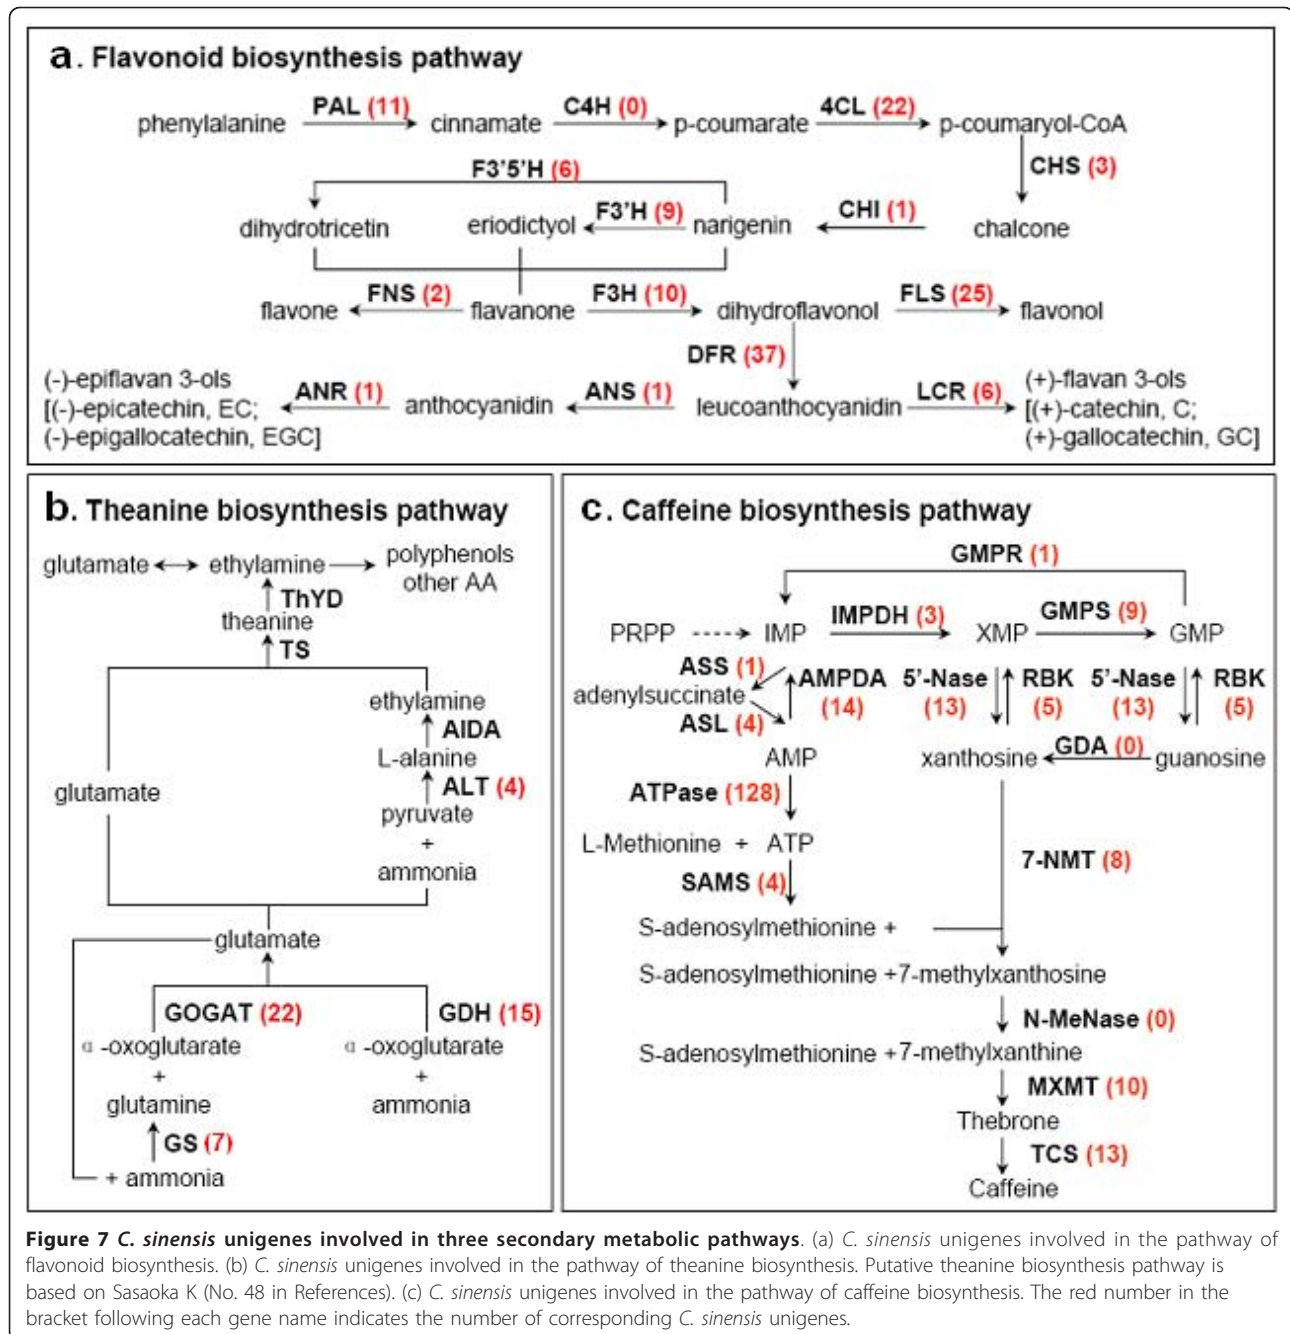 a. Flavonoid biosynthesis pathway
phenylalanine PAL (11) cinnamate C4H (0) p-coumarate 4CL (22) p-coumaryol-CoA
CHS (3)
F3'5'H (6)
dihydrotricetin eriodictyol F3'H (9) narigenin CHI (1) chalcone
flavone FNS (2) flavanone F3H (10) dihydroflavonol FLS (25) flavonol
DFR (37)
(-)-epiflavan 3-ols
[(-)-epicatechin, EC;
(-)-epigallocatechin, EGC]
ANR (1) anthocyanidin ANS (1) leucoanthocyanidin LCR (6)
(+)-flavan 3-ols
[(+)-catechin, C;
(+)-gallocatechin, GC]
b. Theanine biosynthesis pathway
glutamate ethylamine polyphenols
other AA
ThYD
theanine
TS
ethylamine
AIDA
L-alanine
glutamate
ALT (4)
pyruvate
+
ammonia
glutamate
GOGAT (22) GDH (15)
α-oxoglutarate α-oxoglutarate
+ +
glutamine ammonia
GS (7)
+ ammonia
c. Caffeine biosynthesis pathway
GMPR (1)
PRPP IMP IMPDH (3) XMP GMPS (9) GMP
ASS (1)
adenylsuccinate
ASL (4)
AMPDA
(14)
5'-Nase
(13)
RBK
(5)
5'-Nase
(13)
RBK
(5)
AMP xanthosine GDA (0) guanosine
ATPase (128)
L-Methionine + ATP
SAMS (4)
7-NMT (8)
S-adenosylmethionine +
S-adenosylmethionine +7-methylxanthosine
N-MeNase (0)
S-adenosylmethionine +7-methylxanthine
MXMT (10)
Thebrone
TCS (13)
Caffeine
Figure 7 C. sinensis unigenes involved in three secondary metabolic pathways. (a) C. sinensis unigenes involved in the pathway of
flavonoid biosynthesis. (b) C. sinensis unigenes involved in the pathway of theanine biosynthesis. Putative theanine biosynthesis pathway is
based on Sasaoka K (No. 48 in References). (c) C. sinensis unigenes involved in the pathway of caffeine biosynthesis. The red number in the
bracket following each gene name indicates the number of corresponding C. sinensis unigenes.